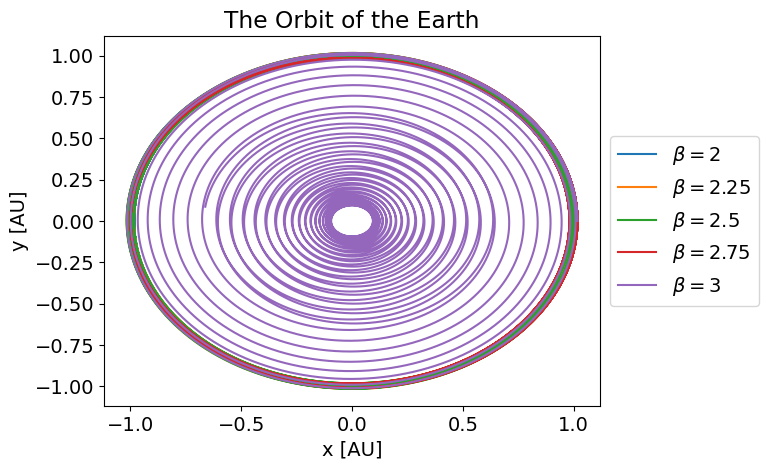 The Orbit of the Earth
1.00
0.75
0.50
0.25
0.00
−0.25
−0.50
−0.75
−1.00
y [AU]
−1.0
−0.5
0.0
0.5
1.0
x [AU]
β = 2
β = 2.25
β = 2.5
β = 2.75
β = 3